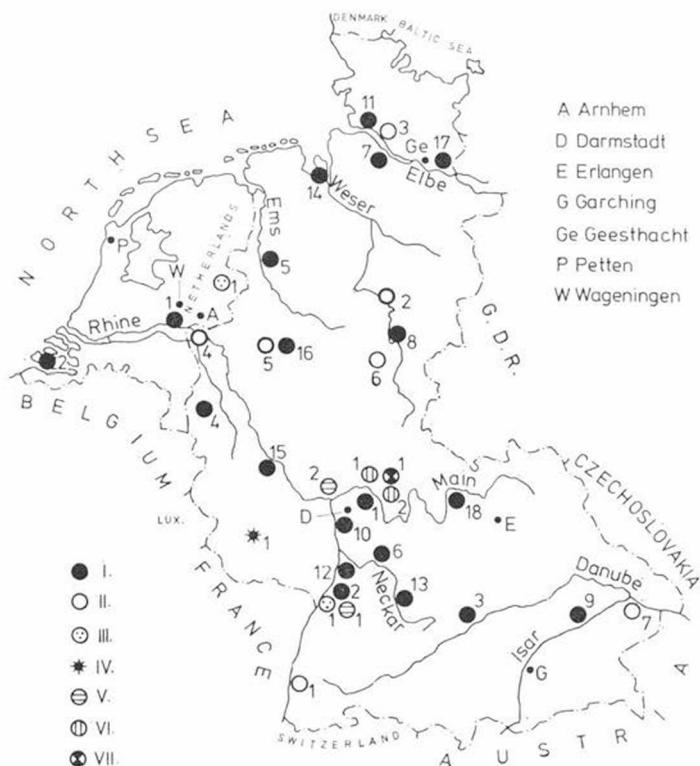 DENMARK
BALTIC SEA
11
3
Ge
17
7
Elbe
14
Weser
NORTH SEA
Ems
NETHERLANDS
P
5
W
1
1
A
2
Rhine
4
8
G.D.R.
2
5
16
6
BELGIUM
4
15
2
1
1
Main
CZECHOSLOVAKIA
D
1
2
18
E
10
LUX.
1
6
FRANCE
12
Neckar
Danube
2
13
3
9
1
1
7
Isar
G
1
SWITZERLAND
AUSTRIA
A Arnhem
D Darmstadt
E Erlangen
G Garching
Ge Geesthacht
P Petten
W Wageningen
I.
II.
III.
IV.
V.
VI.
VII.